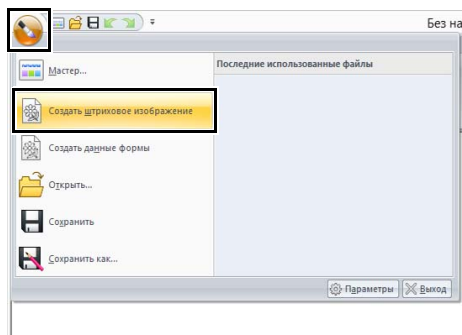 Без на
Мастер...
Последние использованные файлы
Создать штриховое изображение
Создать данные формы
Открыть...
Сохранить
Сохранить как...
Параметры
Выход